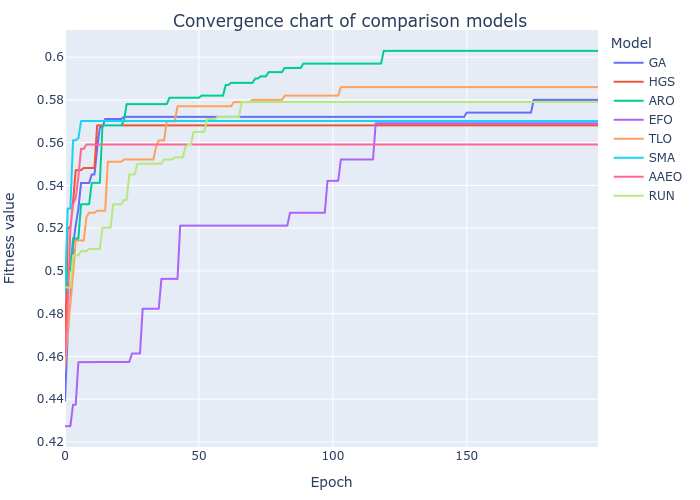 Convergence chart of comparison models
Model
GA
HGS
ARO
EFO
TLO
SMA
AAEO
RUN
Fitness value
0.6
0.58
0.56
0.54
0.52
0.5
0.48
0.46
0.44
0.42
0
50
100
150
Epoch